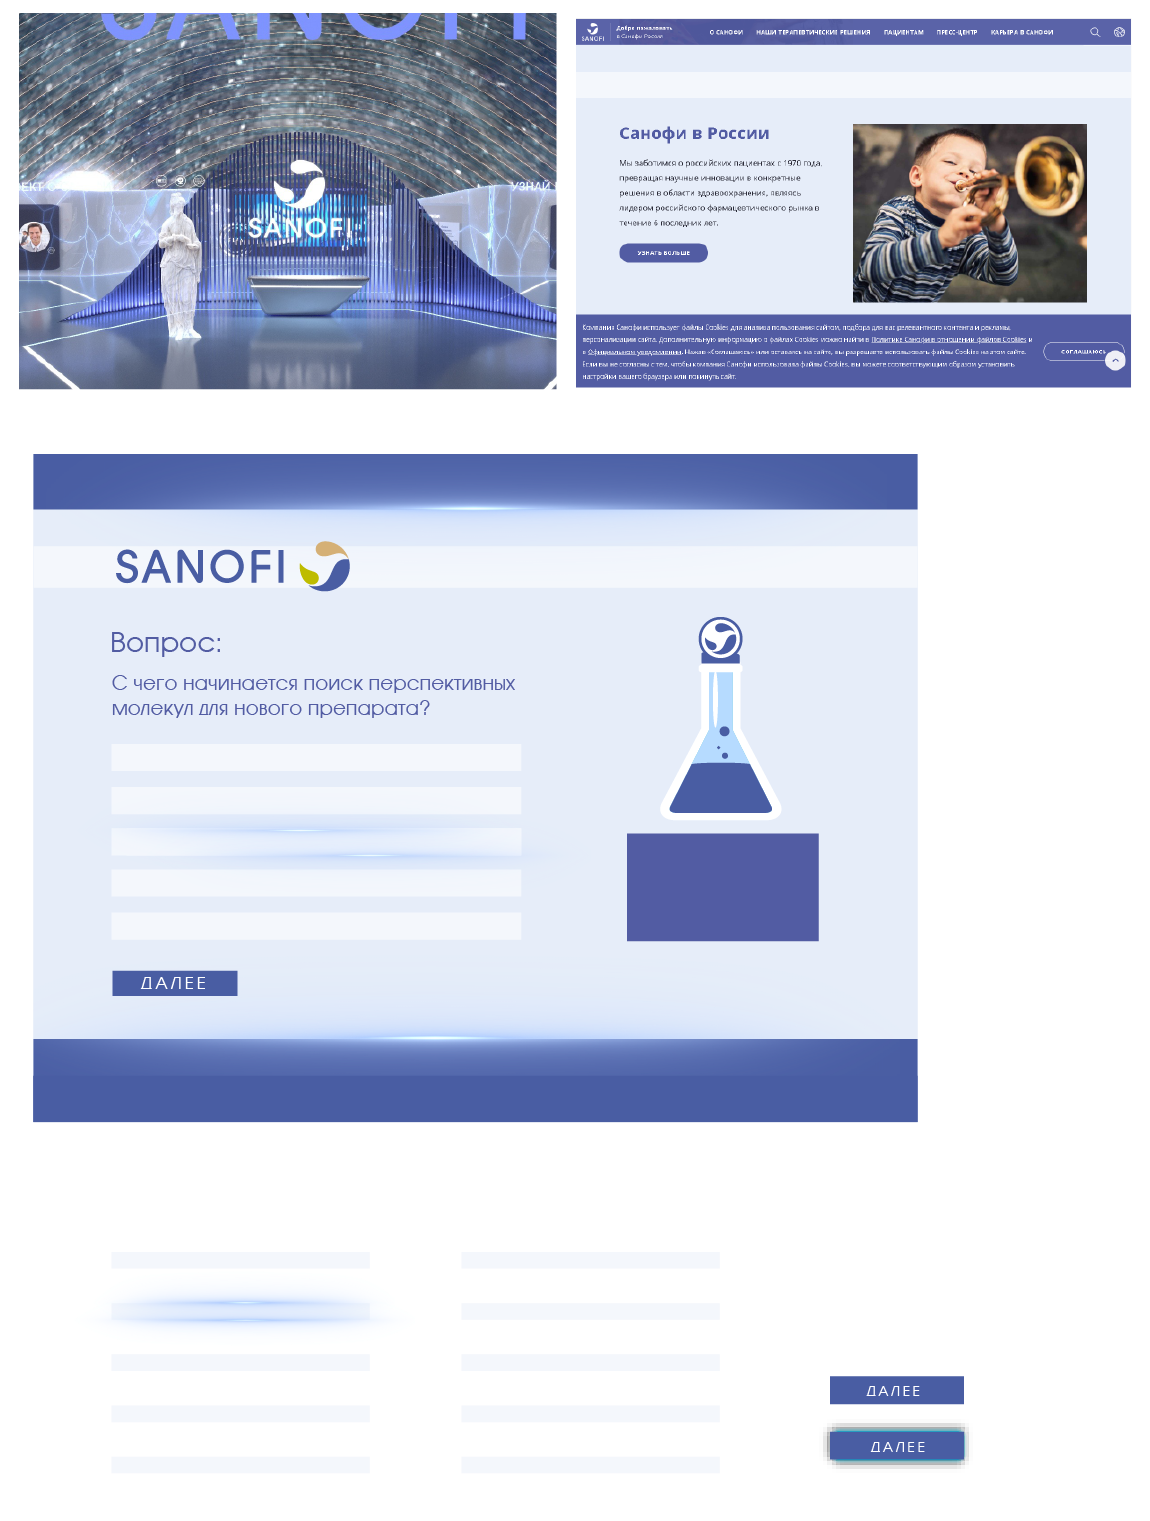 SANOFI
ЕКТ О
УЗНАЙ
SANOFI
SANOFI
Добро пожаловать
в Санофи Россия
О САНОФИ НАШИ ТЕРАПЕВТИЧЕСКИЕ РЕШЕНИЯ ПАЦИЕНТАМ ПРЕСС-ЦЕНТР КАРЬЕРА В САНОФИ
Санофи в России
Мы заботимся о российских пациентах с 1970 года,
превращая научные инновации в конкретные
решения в области здравоохранения, являясь
лидером российского фармацевтического рынка в
течение 6 последних лет.
УЗНАТЬ БОЛЬШЕ
Компания Санофи использует файлы Cookies для анализа пользования сайтом, подбора для вас релевантного контента и рекламы,
персонализации сайта. Дополнительную информацию о файлах Cookies можно найти в Политике Санофи в отношении файлов Cookies и
в Официальном уведомлении. Нажав «Соглашаюсь» или оставаясь на сайте, вы разрешаете использовать файлы Cookies на этом сайте.
Если вы не согласны с тем, чтобы компания Санофи использовала файлы Cookies, вы можете соответствующим образом установить
настройки вашего браузера или покинуть сайт.
СОГЛАШАЮСЬ
SANOFI
Вопрос:
С чего начинается поиск перспективных
молекул для нового препарата?
ДАЛЕЕ
ДАЛЕЕ
ДАЛЕЕ